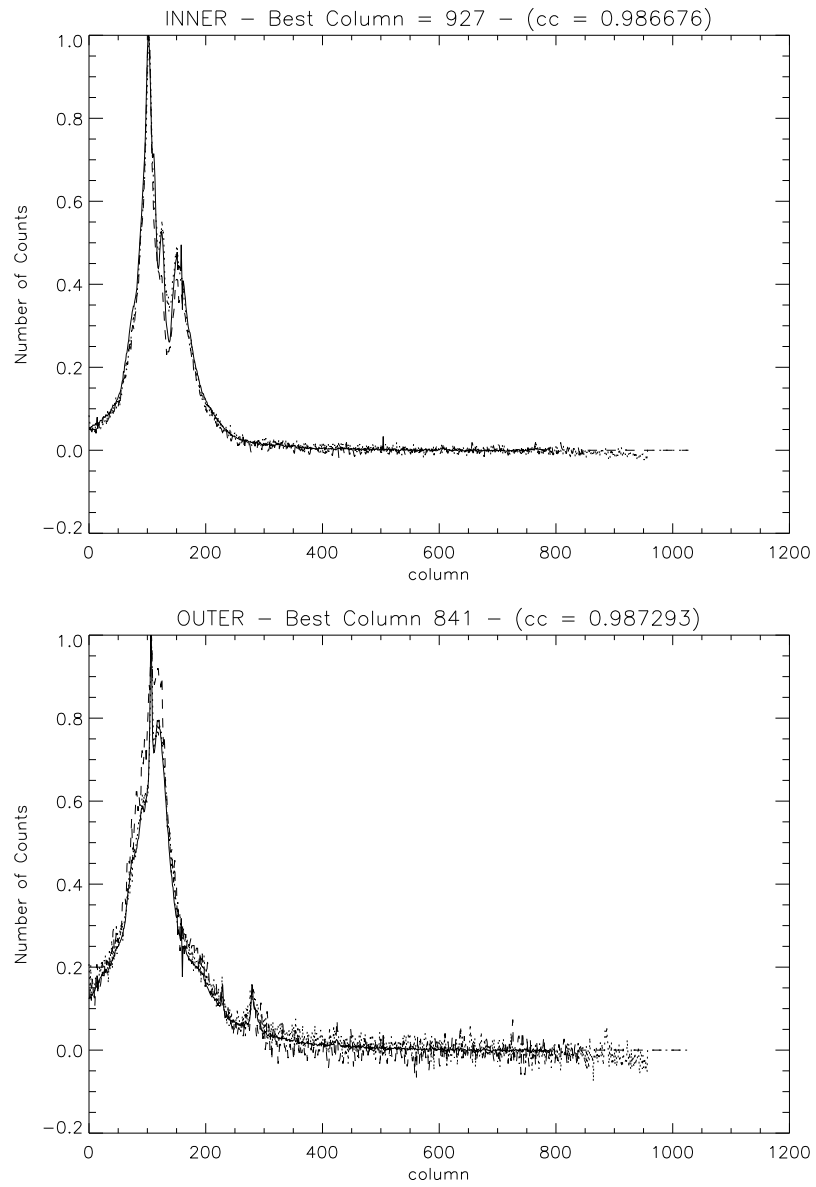 INNER − Best Column = 927 − (cc = 0.986676)
1.0
0.8
0.6
0.4
0.2
0.0
−0.2
Number of Counts
0 200 400 600 800 1000 1200
column
OUTER − Best Column 841 − (cc = 0.987293)
1.0
0.8
0.6
0.4
0.2
0.0
−0.2
Number of Counts
0 200 400 600 800 1000 1200
column